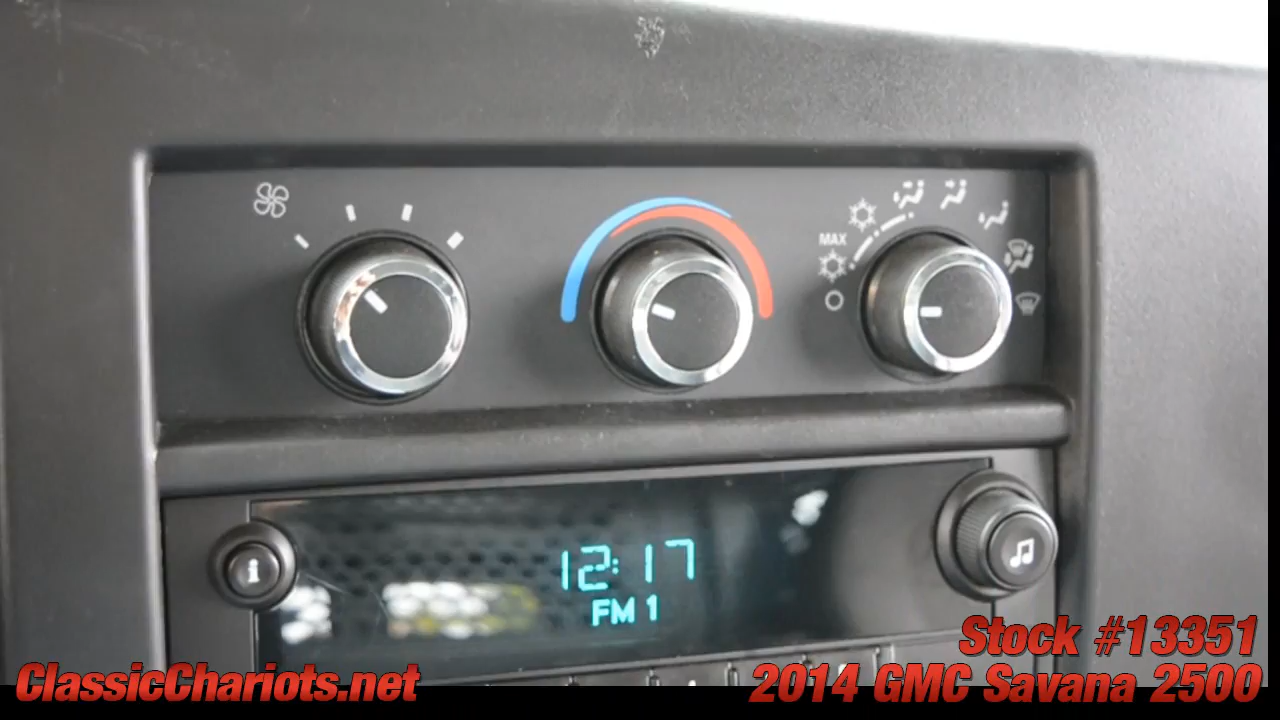 MAX
i
12:17
FM 1
Stock #13351
ClassicChariots.net
2014 GMC Savana 2500